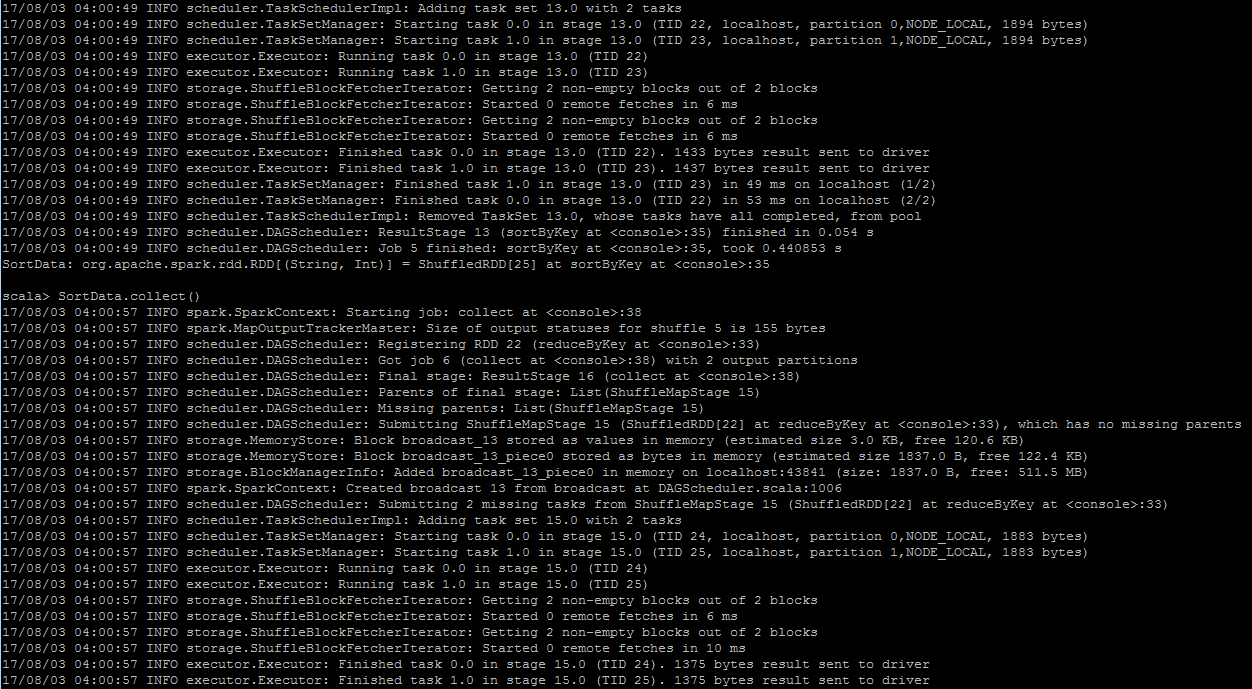 17/08/03 04:00:49 INFO scheduler.TaskSchedulerImpl: Adding task set 13.0 with 2 tasks
17/08/03 04:00:49 INFO scheduler.TaskSetManager: Starting task 0.0 in stage 13.0 (TID 22, localhost, partition 0,NODE_LOCAL, 1894 bytes)
17/08/03 04:00:49 INFO scheduler.TaskSetManager: Starting task 1.0 in stage 13.0 (TID 23, localhost, partition 1,NODE_LOCAL, 1894 bytes)
17/08/03 04:00:49 INFO executor.Executor: Running task 0.0 in stage 13.0 (TID 22)
17/08/03 04:00:49 INFO executor.Executor: Running task 1.0 in stage 13.0 (TID 23)
17/08/03 04:00:49 INFO storage.ShuffleBlockFetcherIterator: Getting 2 non-empty blocks out of 2 blocks
17/08/03 04:00:49 INFO storage.ShuffleBlockFetcherIterator: Started 0 remote fetches in 6 ms
17/08/03 04:00:49 INFO storage.ShuffleBlockFetcherIterator: Getting 2 non-empty blocks out of 2 blocks
17/08/03 04:00:49 INFO storage.ShuffleBlockFetcherIterator: Started 0 remote fetches in 6 ms
17/08/03 04:00:49 INFO executor.Executor: Finished task 0.0 in stage 13.0 (TID 22). 1433 bytes result sent to driver
17/08/03 04:00:49 INFO executor.Executor: Finished task 1.0 in stage 13.0 (TID 23). 1437 bytes result sent to driver
17/08/03 04:00:49 INFO scheduler.TaskSetManager: Finished task 1.0 in stage 13.0 (TID 23) in 49 ms on localhost (1/2)
17/08/03 04:00:49 INFO scheduler.TaskSetManager: Finished task 0.0 in stage 13.0 (TID 22) in 53 ms on localhost (2/2)
17/08/03 04:00:49 INFO scheduler.TaskSchedulerImpl: Removed TaskSet 13.0, whose tasks have all completed, from pool
17/08/03 04:00:49 INFO scheduler.DAGScheduler: ResultStage 13 (sortByKey at <console>:35) finished in 0.054 s
17/08/03 04:00:49 INFO scheduler.DAGScheduler: Job 5 finished: sortByKey at <console>:35, took 0.440853 s
SortData: org.apache.spark.rdd.RDD[(String, Int)] = ShuffledRDD[25] at sortByKey at <console>:35
scala> SortData.collect()
17/08/03 04:00:57 INFO spark.SparkContext: Starting job: collect at <console>:38
17/08/03 04:00:57 INFO spark.MapOutputTrackerMaster: Size of output statuses for shuffle 5 is 155 bytes
17/08/03 04:00:57 INFO scheduler.DAGScheduler: Registering RDD 22 (reduceByKey at <console>:33)
17/08/03 04:00:57 INFO scheduler.DAGScheduler: Got job 6 (collect at <console>:38) with 2 output partitions
17/08/03 04:00:57 INFO scheduler.DAGScheduler: Final stage: ResultStage 16 (collect at <console>:38)
17/08/03 04:00:57 INFO scheduler.DAGScheduler: Parents of final stage: List(ShuffleMapStage 15)
17/08/03 04:00:57 INFO scheduler.DAGScheduler: Missing parents: List(ShuffleMapStage 15)
17/08/03 04:00:57 INFO scheduler.DAGScheduler: Submitting ShuffleMapStage 15 (ShuffledRDD[22] at reduceByKey at <console>:33), which has no missing parents
17/08/03 04:00:57 INFO storage.MemoryStore: Block broadcast_13 stored as values in memory (estimated size 3.0 KB, free 120.6 KB)
17/08/03 04:00:57 INFO storage.MemoryStore: Block broadcast_13_piece0 stored as bytes in memory (estimated size 1837.0 B, free 122.4 KB)
17/08/03 04:00:57 INFO storage.BlockManagerInfo: Added broadcast_13_piece0 in memory on localhost:43841 (size: 1837.0 B, free: 511.5 MB)
17/08/03 04:00:57 INFO spark.SparkContext: Created broadcast 13 from broadcast at DAGScheduler.scala:1006
17/08/03 04:00:57 INFO scheduler.DAGScheduler: Submitting 2 missing tasks from ShuffleMapStage 15 (ShuffledRDD[22] at reduceByKey at <console>:33)
17/08/03 04:00:57 INFO scheduler.TaskSchedulerImpl: Adding task set 15.0 with 2 tasks
17/08/03 04:00:57 INFO scheduler.TaskSetManager: Starting task 0.0 in stage 15.0 (TID 24, localhost, partition 0,NODE_LOCAL, 1883 bytes)
17/08/03 04:00:57 INFO scheduler.TaskSetManager: Starting task 1.0 in stage 15.0 (TID 25, localhost, partition 1,NODE_LOCAL, 1883 bytes)
17/08/03 04:00:57 INFO executor.Executor: Running task 0.0 in stage 15.0 (TID 24)
17/08/03 04:00:57 INFO executor.Executor: Running task 1.0 in stage 15.0 (TID 25)
17/08/03 04:00:57 INFO storage.ShuffleBlockFetcherIterator: Getting 2 non-empty blocks out of 2 blocks
17/08/03 04:00:57 INFO storage.ShuffleBlockFetcherIterator: Started 0 remote fetches in 6 ms
17/08/03 04:00:57 INFO storage.ShuffleBlockFetcherIterator: Getting 2 non-empty blocks out of 2 blocks
17/08/03 04:00:57 INFO storage.ShuffleBlockFetcherIterator: Started 0 remote fetches in 10 ms
17/08/03 04:00:57 INFO executor.Executor: Finished task 0.0 in stage 15.0 (TID 24). 1375 bytes result sent to driver
17/08/03 04:00:57 INFO executor.Executor: Finished task 1.0 in stage 15.0 (TID 25). 1375 bytes result sent to driver